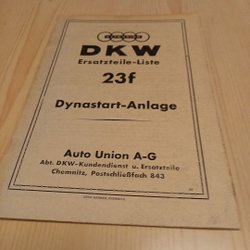 DKW
Ersatzteile-Liste
23f
Dynastart-Anlage
Auto Union A-G
Abt. DKW-Kundendienst u. Ersatzteile
Chemnitz, Postschließfach 843